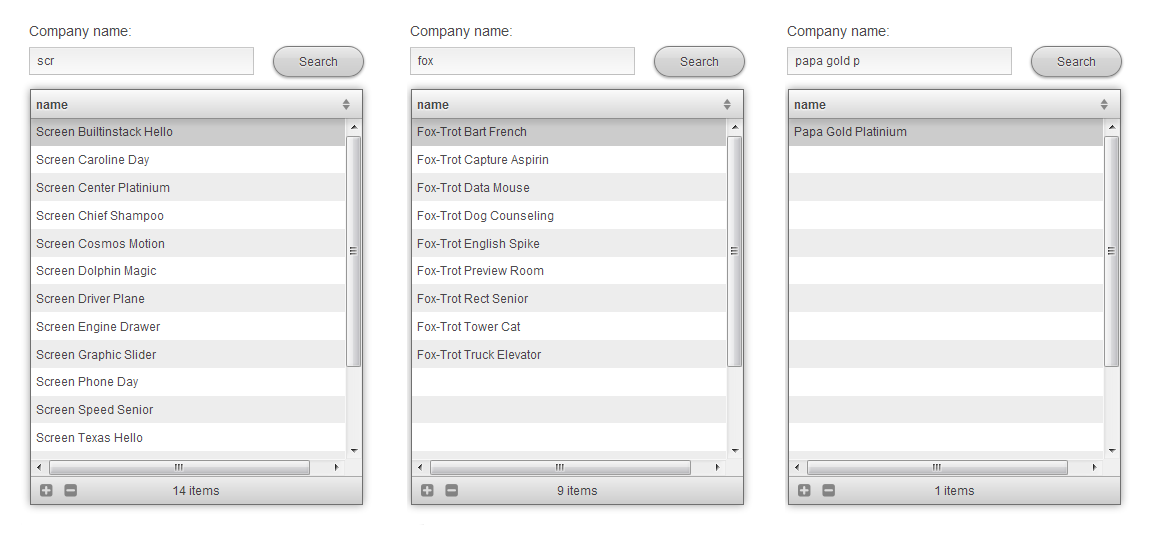 Company name:
scr
Search
name
Screen Builtinstack Hello
Screen Caroline Day
Screen Center Platinium
Screen Chief Shampoo
Screen Cosmos Motion
Screen Dolphin Magic
Screen Driver Plane
Screen Engine Drawer
Screen Graphic Slider
Screen Phone Day
Screen Speed Senior
Screen Texas Hello
14 items
Company name:
fox
Search
name
Fox-Trot Bart French
Fox-Trot Capture Aspirin
Fox-Trot Data Mouse
Fox-Trot Dog Counseling
Fox-Trot English Spike
Fox-Trot Preview Room
Fox-Trot Rect Senior
Fox-Trot Tower Cat
Fox-Trot Truck Elevator
9 items
Company name:
papa gold p
Search
name
Papa Gold Platinium
1 items